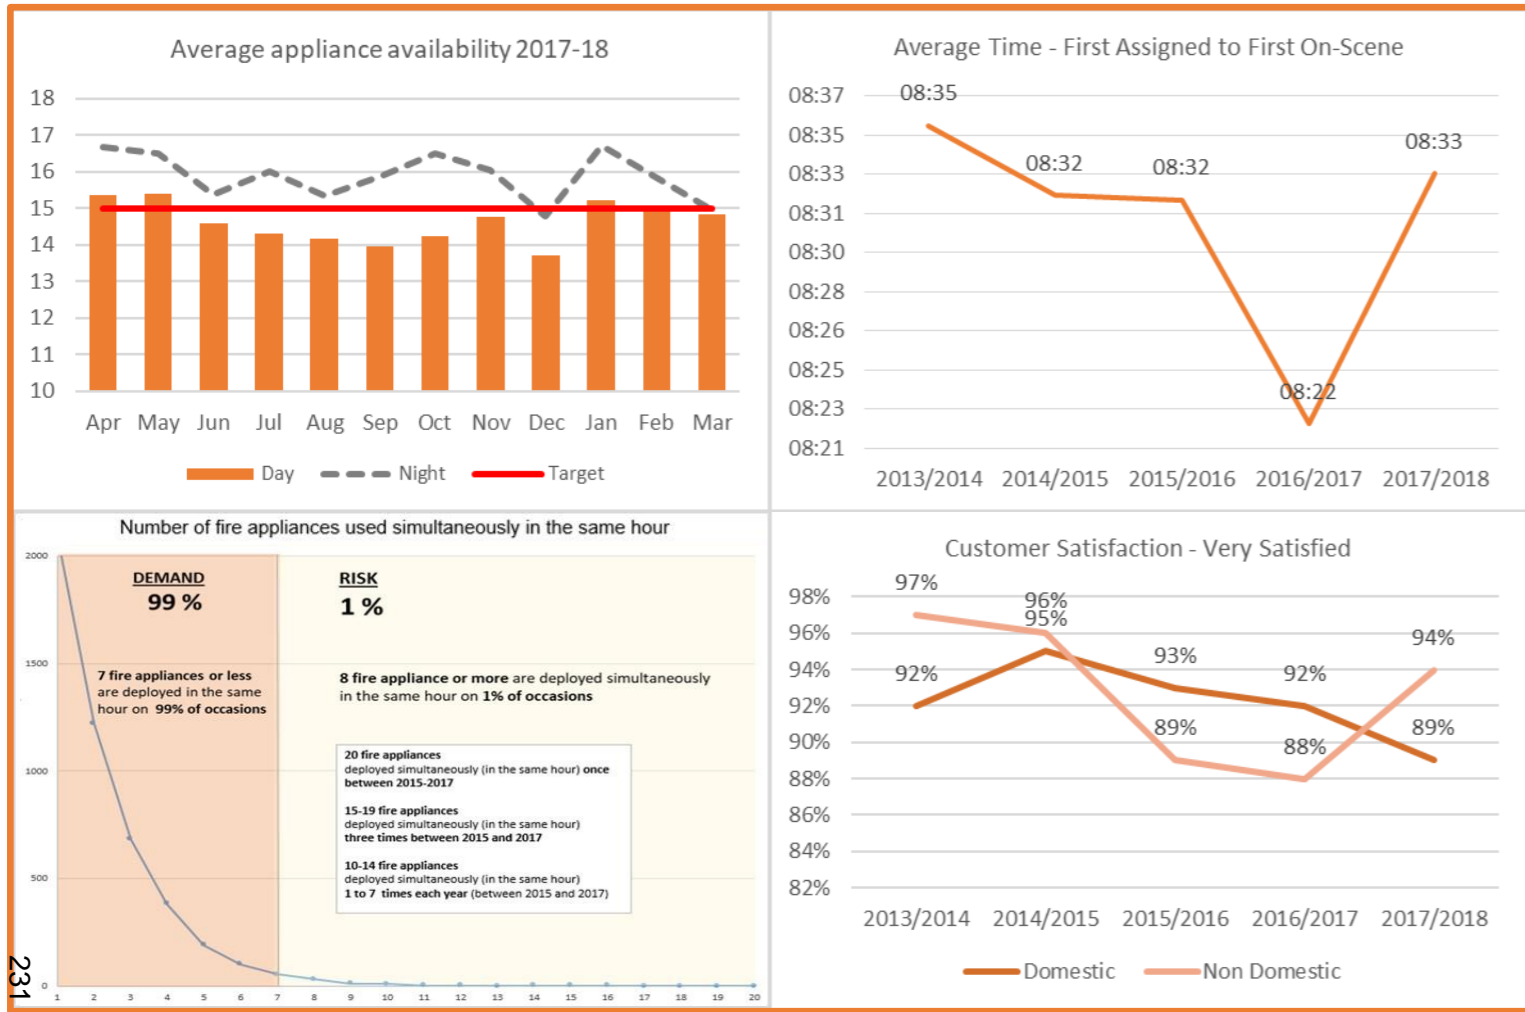 Average appliance availability 2017-18
18
17
16
15
14
13
12
11
10
Apr May Jun Jul Aug Sep Oct Nov Dec Jan Feb Mar
Day Night Target
Average Time - First Assigned to First On-Scene
08:37
08:35
08:33
08:31
08:30
08:28
08:26
08:25
08:23
08:21
08:35
08:32
08:32
08:22
08:33
2013/2014 2014/2015 2015/2016 2016/2017 2017/2018
Number of fire appliances used simultaneously in the same hour
2000
1500
1000
500
0
DEMAND
99 %
7 fire appliances or less
are deployed in the same
hour on 99% of occasions
RISK
1 %
8 fire appliance or more are deployed simultaneously
in the same hour on 1% of occasions
20 fire appliances
deployed simultaneously (in the same hour) once
between 2015-2017
15-19 fire appliances
deployed simultaneously (in the same hour)
three times between 2015 and 2017
10-14 fire appliances
deployed simultaneously (in the same hour)
1 to 7 times each year (between 2015 and 2017)
1 2 3 4 5 6 7 8 9 10 11 12 13 14 15 16 17 18 19 20
231
Customer Satisfaction - Very Satisfied
98%
96%
94%
92%
90%
88%
86%
84%
82%
97%
96%
95%
92%
93%
92%
89%
88%
94%
89%
2013/2014 2014/2015 2015/2016 2016/2017 2017/2018
Domestic Non Domestic